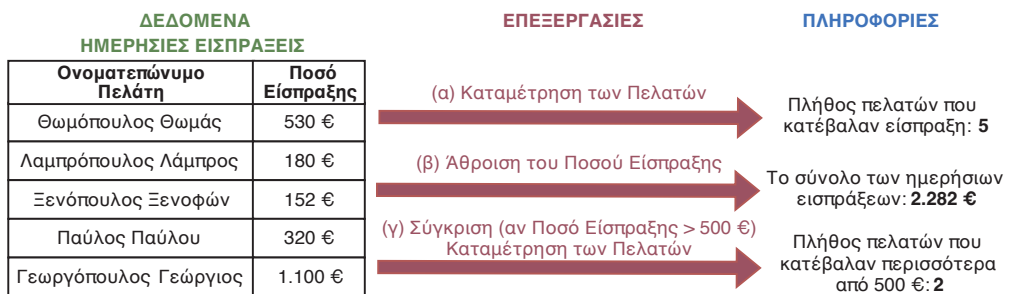 ΔΕΔΟΜΕΝΑ
ΗΜΕΡΗΣΙΕΣ ΕΙΣΠΡΑΞΕΙΣ
Ονοματεπώνυμο Πελάτη
Ποσό Είσπραξης
Θωμόπουλος Θωμάς 530 €
Λαμπρόπουλος Λάμπρος 180 €
Ξενόπουλος Ξενοφών 152 €
Παύλος Παύλου 320 €
Γεωργόπουλος Γεώργιος 1.100 €
ΕΠΕΞΕΡΓΑΣΙΕΣ
(α) Καταμέτρηση των Πελατών
(β) Άθροιση του Ποσού Είσπραξης
(γ) Σύγκριση (αν Ποσό Είσπραξης > 500 €)
Καταμέτρηση των Πελατών
ΠΛΗΡΟΦΟΡΙΕΣ
Πλήθος πελατών που
κατέβαλαν είσπραξη: 5
Το σύνολο των ημερήσιων
εισπράξεων: 2.282 €
Πλήθος πελατών που
κατέβαλαν περισσότερα
από 500 €: 2